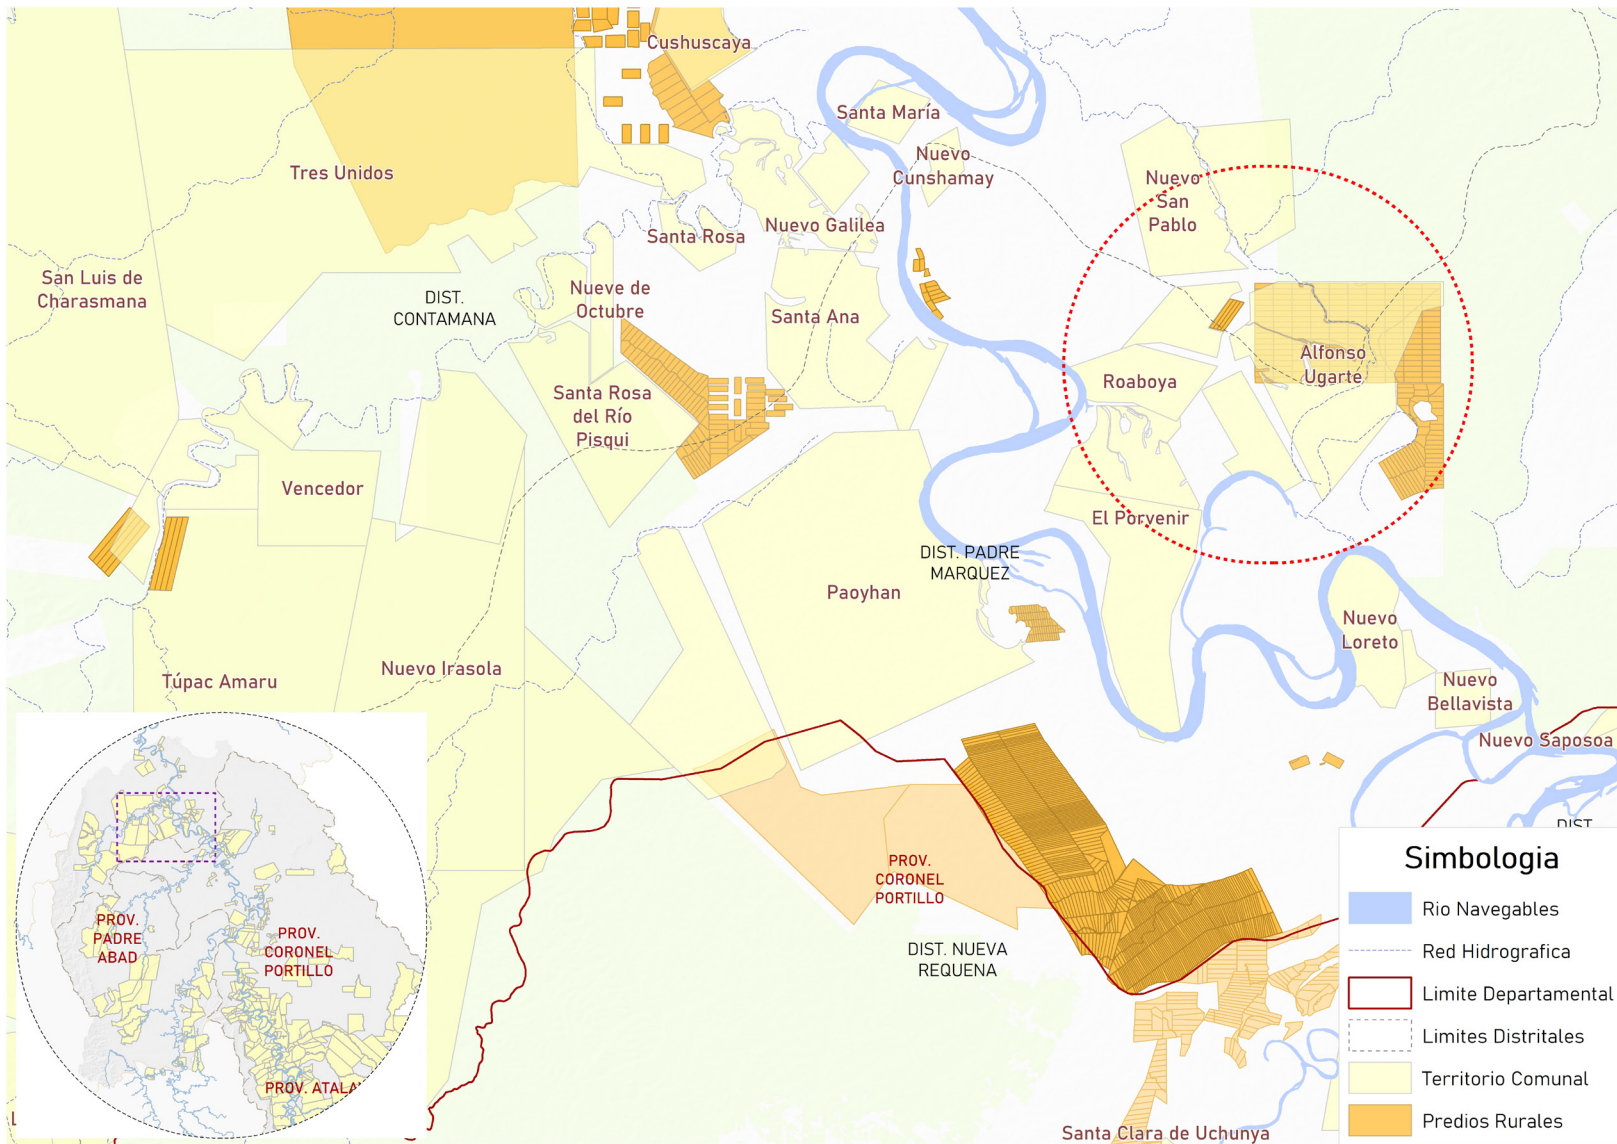 Cushuscaya
Santa María
Nuevo
Cunshamay
Tres Unidos
Nuevo
San
Pablo
Santa Rosa
Nuevo Galilea
San Luis de
Charasmana
DIST.
CONTAMANA
Nueve de
Octubre
Santa Ana
Alfonso
Ugarte
Roaboya
Santa Rosa
del Río
Pisqui
Vencedor
El Porvenir
DIST. PADRE
MARQUEZ
Paoyhan
Nuevo
Loreto
Nuevo Irasola
Túpac Amaru
Nuevo
Bellavista
Nuevo Saposoa
DIST.
PROV.
CORONEL
PORTILLO
DIST. NUEVA
REQUENA
Santa Clara de Uchunya
PROV.
PADRE
ABAD
PROV.
CORONEL
PORTILLO
PROV. ATALA
L
Simbologia
Rio Navegables
Red Hidrografica
Limite Departamental
Limites Distritales
Territorio Comunal
Predios Rurales